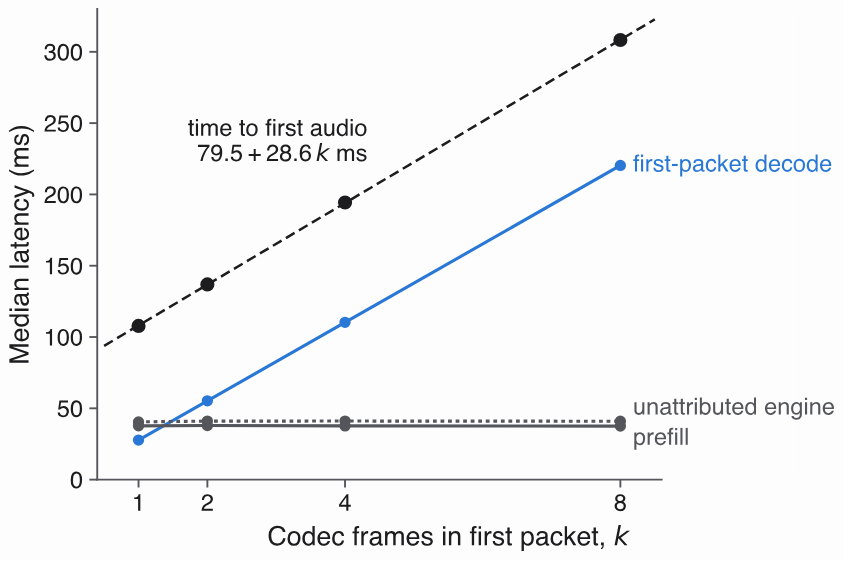 300
250
200
150
100
50
0
Median latency (ms)
time to first audio
79.5 + 28.6 k ms
first-packet decode
unattributed engine
prefill
1 2 4 8
Codec frames in first packet, k